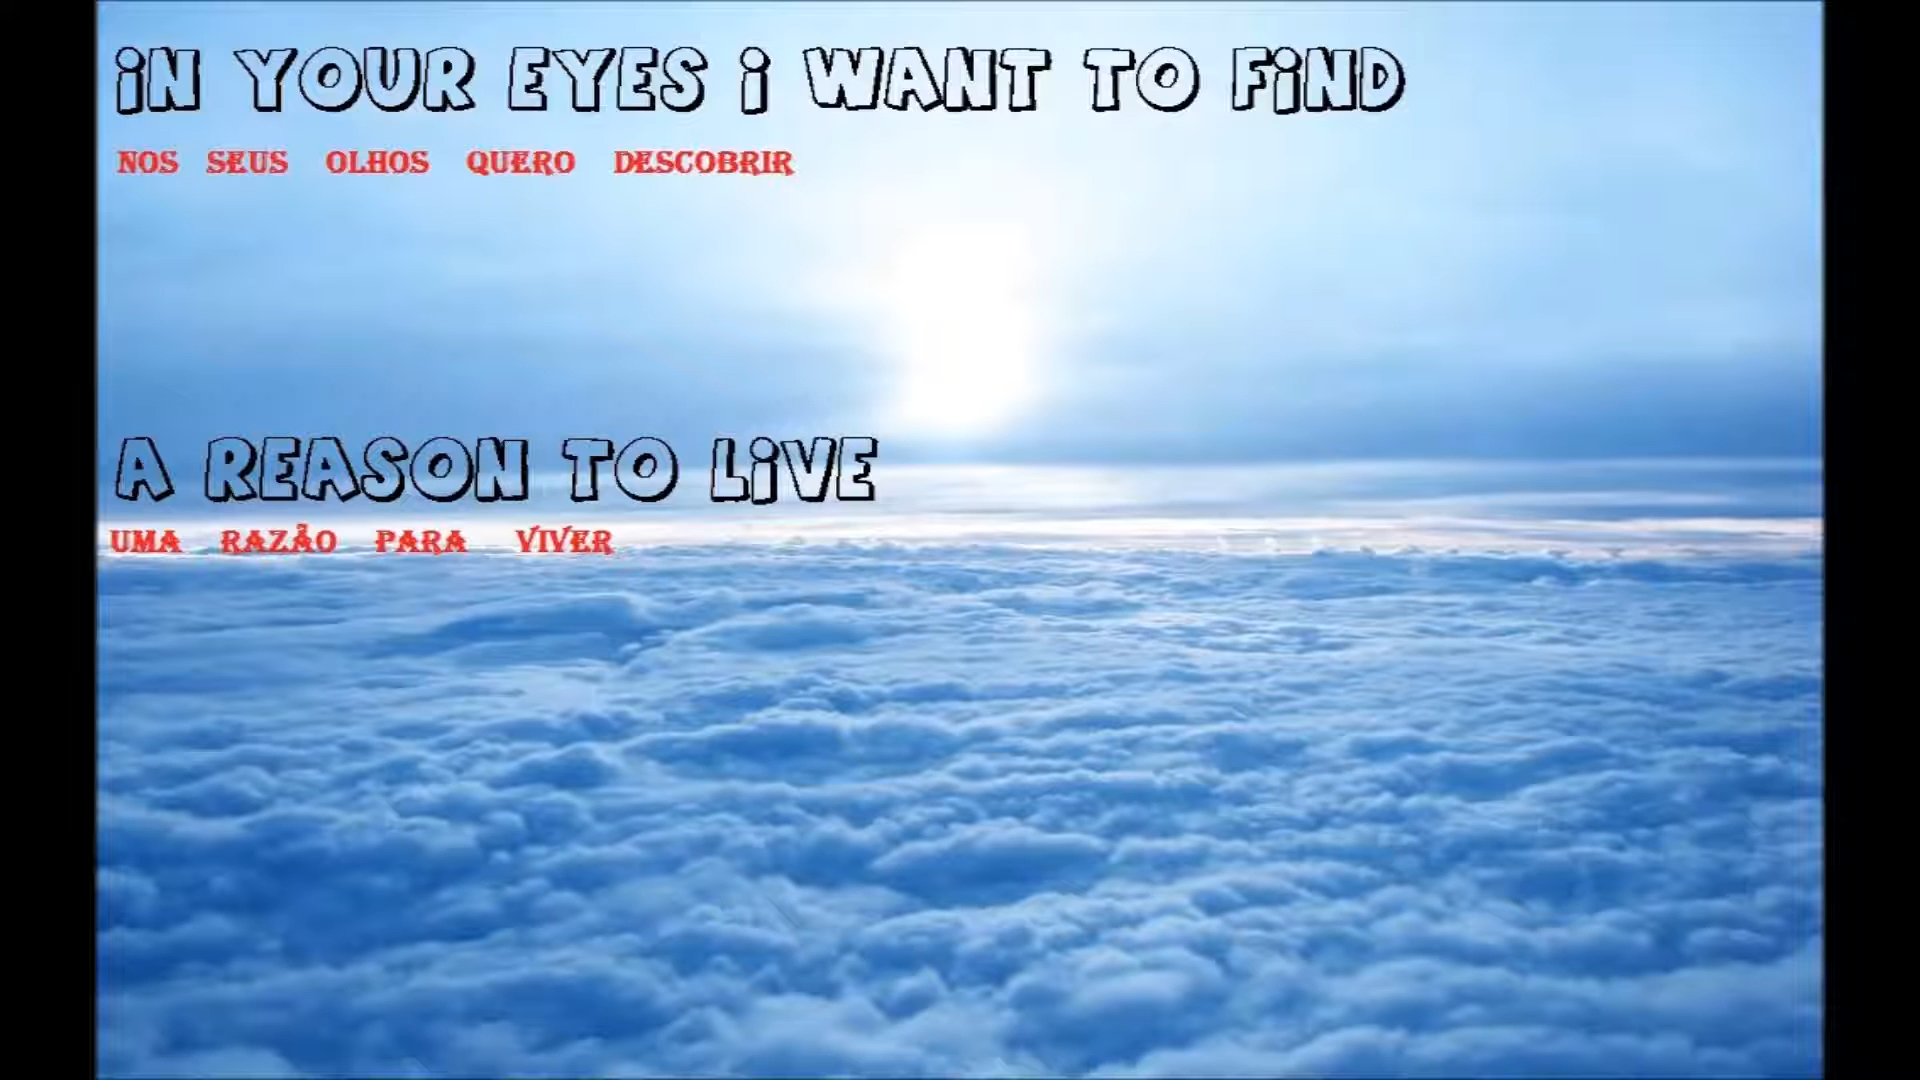 iN YOUR EYES i WANT TO FiND
NOS SEUS OLHOS QUERO DESCOBRIR
A REASON TO LiVE
UMA RAZÃO PARA VIVER